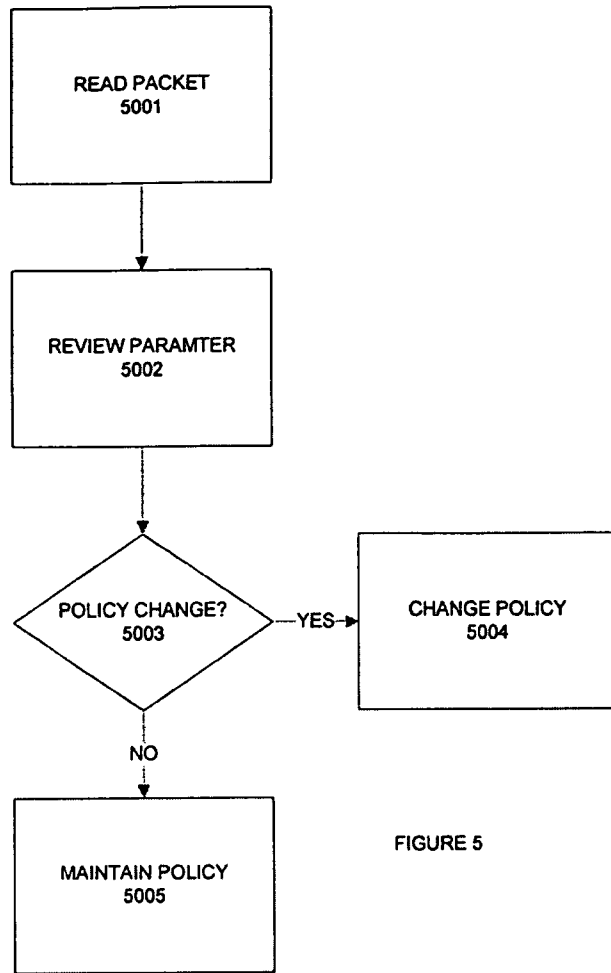 READ PACKET
5001
REVIEW PARAMTER
5002
POLICY CHANGE?
5003
YES
CHANGE POLICY
5004
NO
MAINTAIN POLICY
5005
FIGURE 5